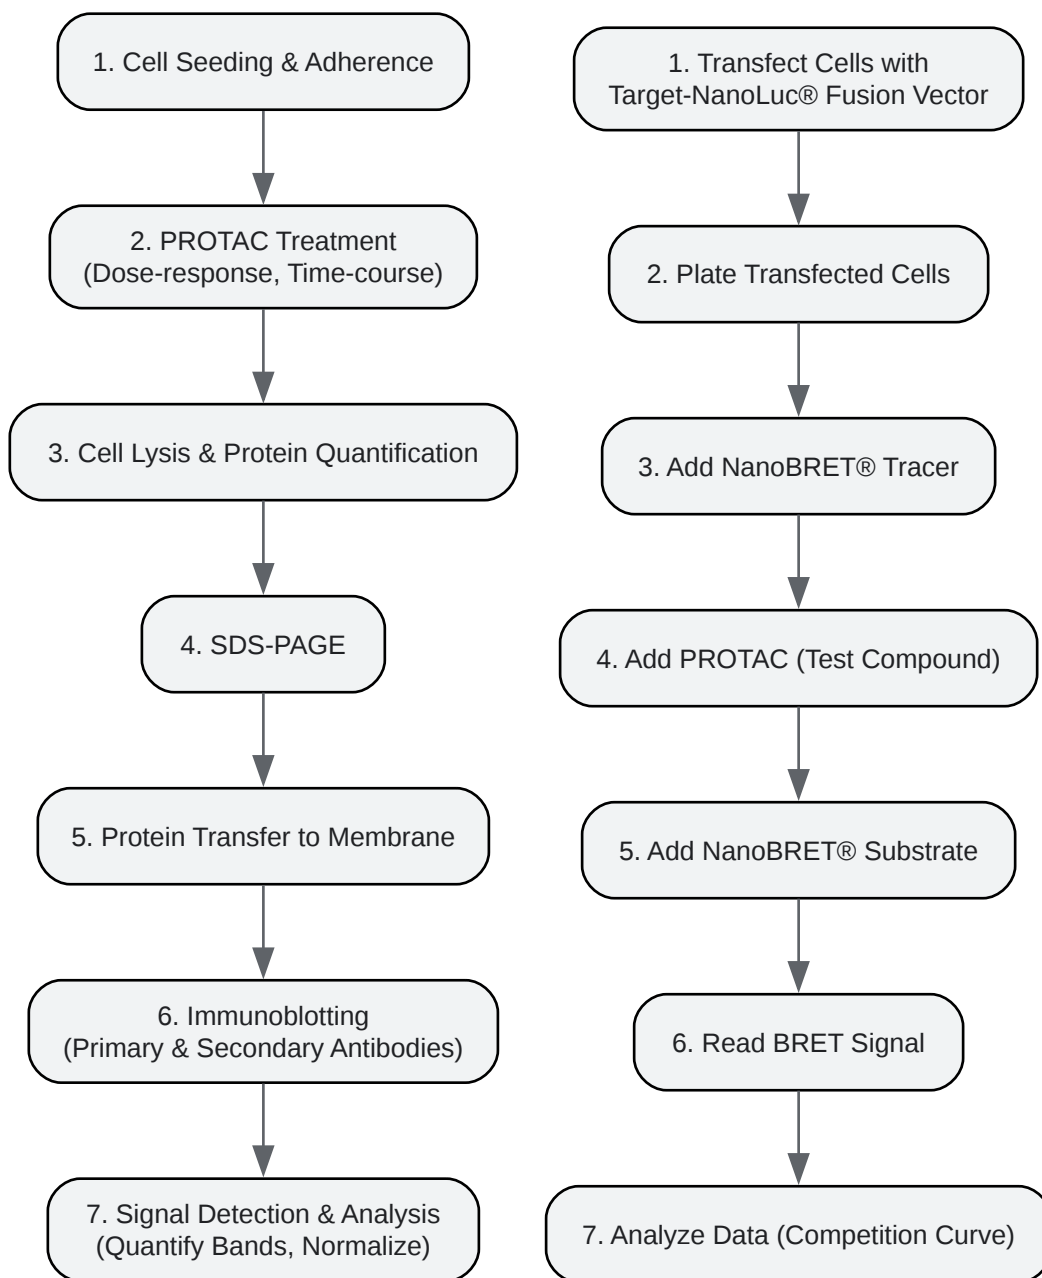 1. Cell Seeding & Adherence
2. PROTAC Treatment
(Dose-response, Time-course)
3. Cell Lysis & Protein Quantification
4. SDS-PAGE
5. Protein Transfer to Membrane
6. Immunoblotting
(Primary & Secondary Antibodies)
7. Signal Detection & Analysis
(Quantify Bands, Normalize)
1. Transfect Cells with
Target-NanoLuc® Fusion Vector
2. Plate Transfected Cells
3. Add NanoBRET® Tracer
4. Add PROTAC (Test Compound)
5. Add NanoBRET® Substrate
6. Read BRET Signal
7. Analyze Data (Competition Curve)